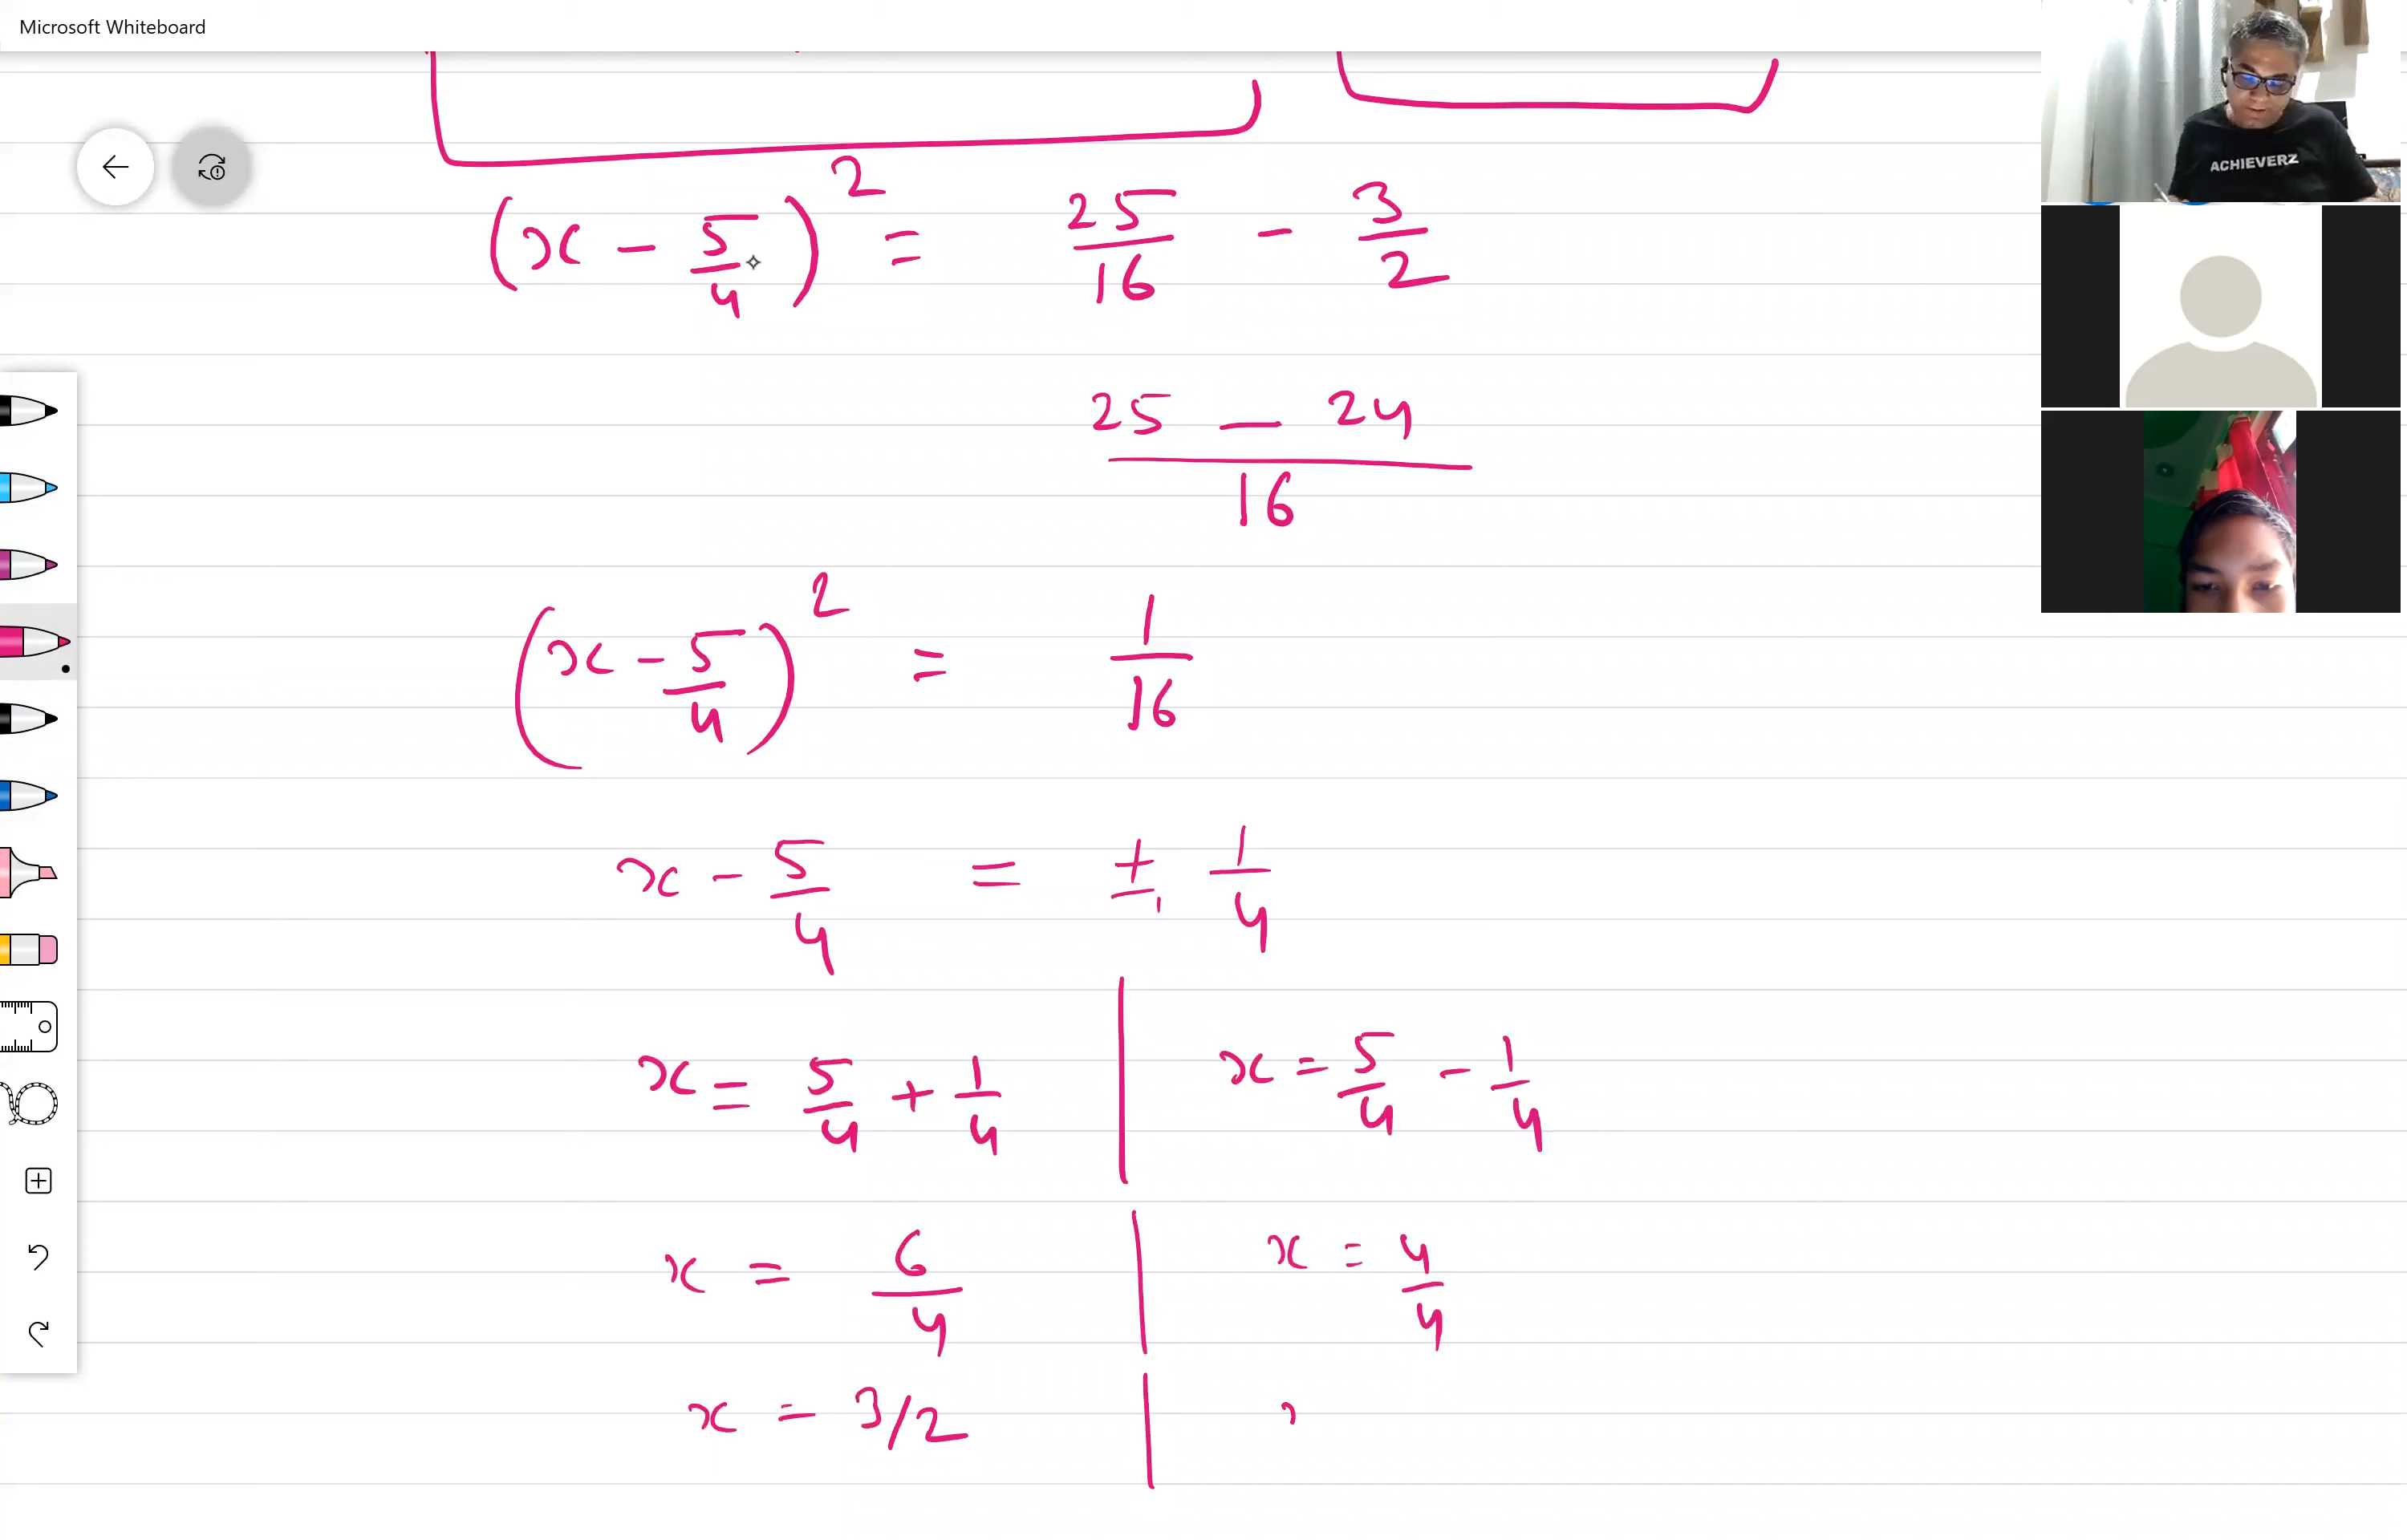 Microsoft Whiteboard
ACHIEVERZ
(x - 5/4)² = 25/16 - 3/2
25 - 24 / 16
(x - 5/4)² = 1/16
x - 5/4 = ± 1/4
x = 5/4 + 1/4 | x = 5/4 - 1/4
x = 6/4 | x = 4/4
x = 3/2 |